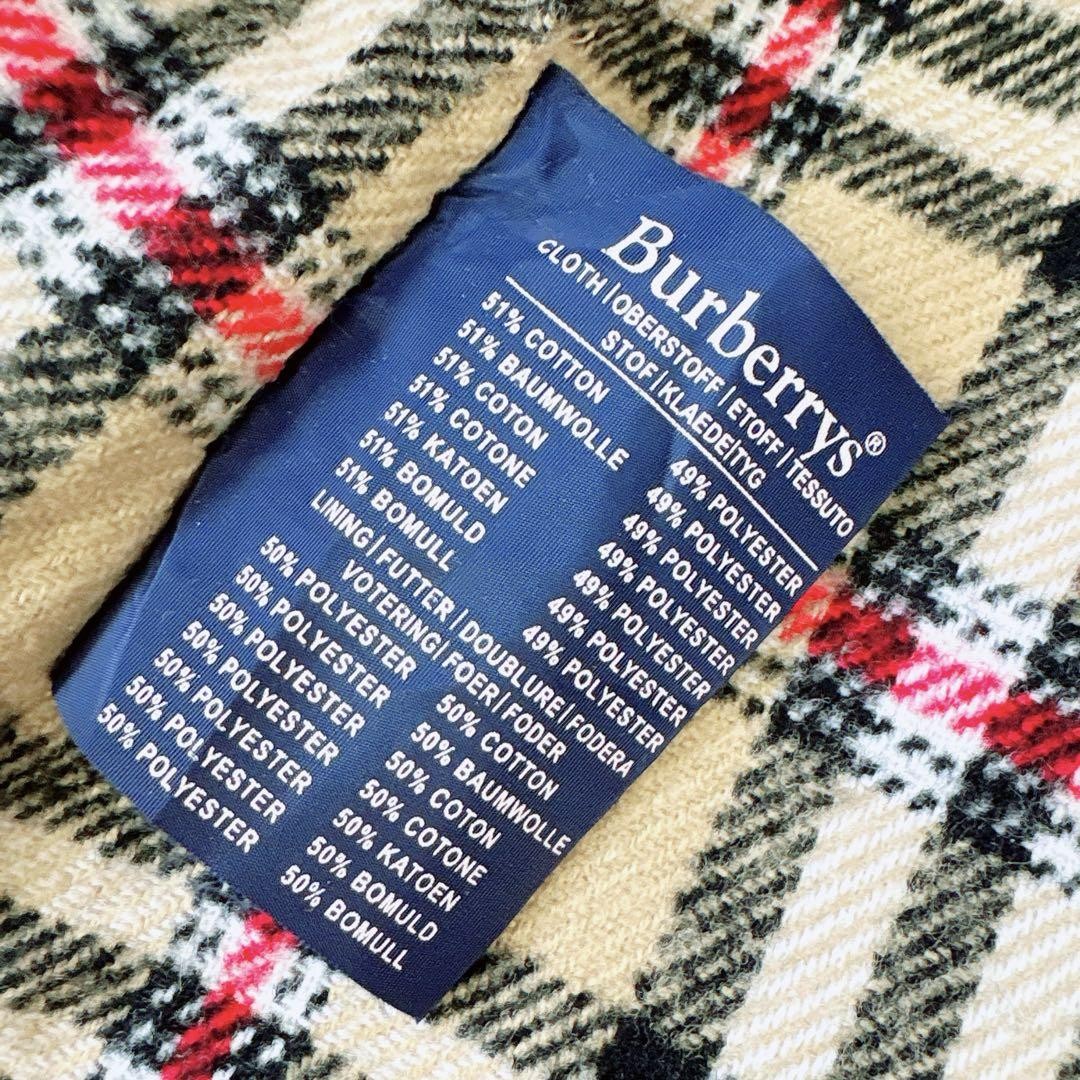 Burberrys®
CLOTH|OBERSTOFF|ETOFF|TESSUTO
STOF|KLAEDE|TYG
51% COTTON 49% POLYESTER
51% BAUMWOLLE 49% POLYESTER
51% COTON 49% POLYESTER
51% COTONE 49% POLYESTER
51% KATOEN 49% POLYESTER
51% BOMULD 49% POLYESTER
51% BOMULL 49% POLYESTER
LINING|FUTTER|DOUBLURE|FODERA
VOTERING|FOER|FODER
50% POLYESTER 50% COTTON
50% POLYESTER 50% BAUMWOLLE
50% POLYESTER 50% COTON
50% POLYESTER 50% COTONE
50% POLYESTER 50% KATOEN
50% POLYESTER 50% BOMULD
50% POLYESTER 50% BOMULL